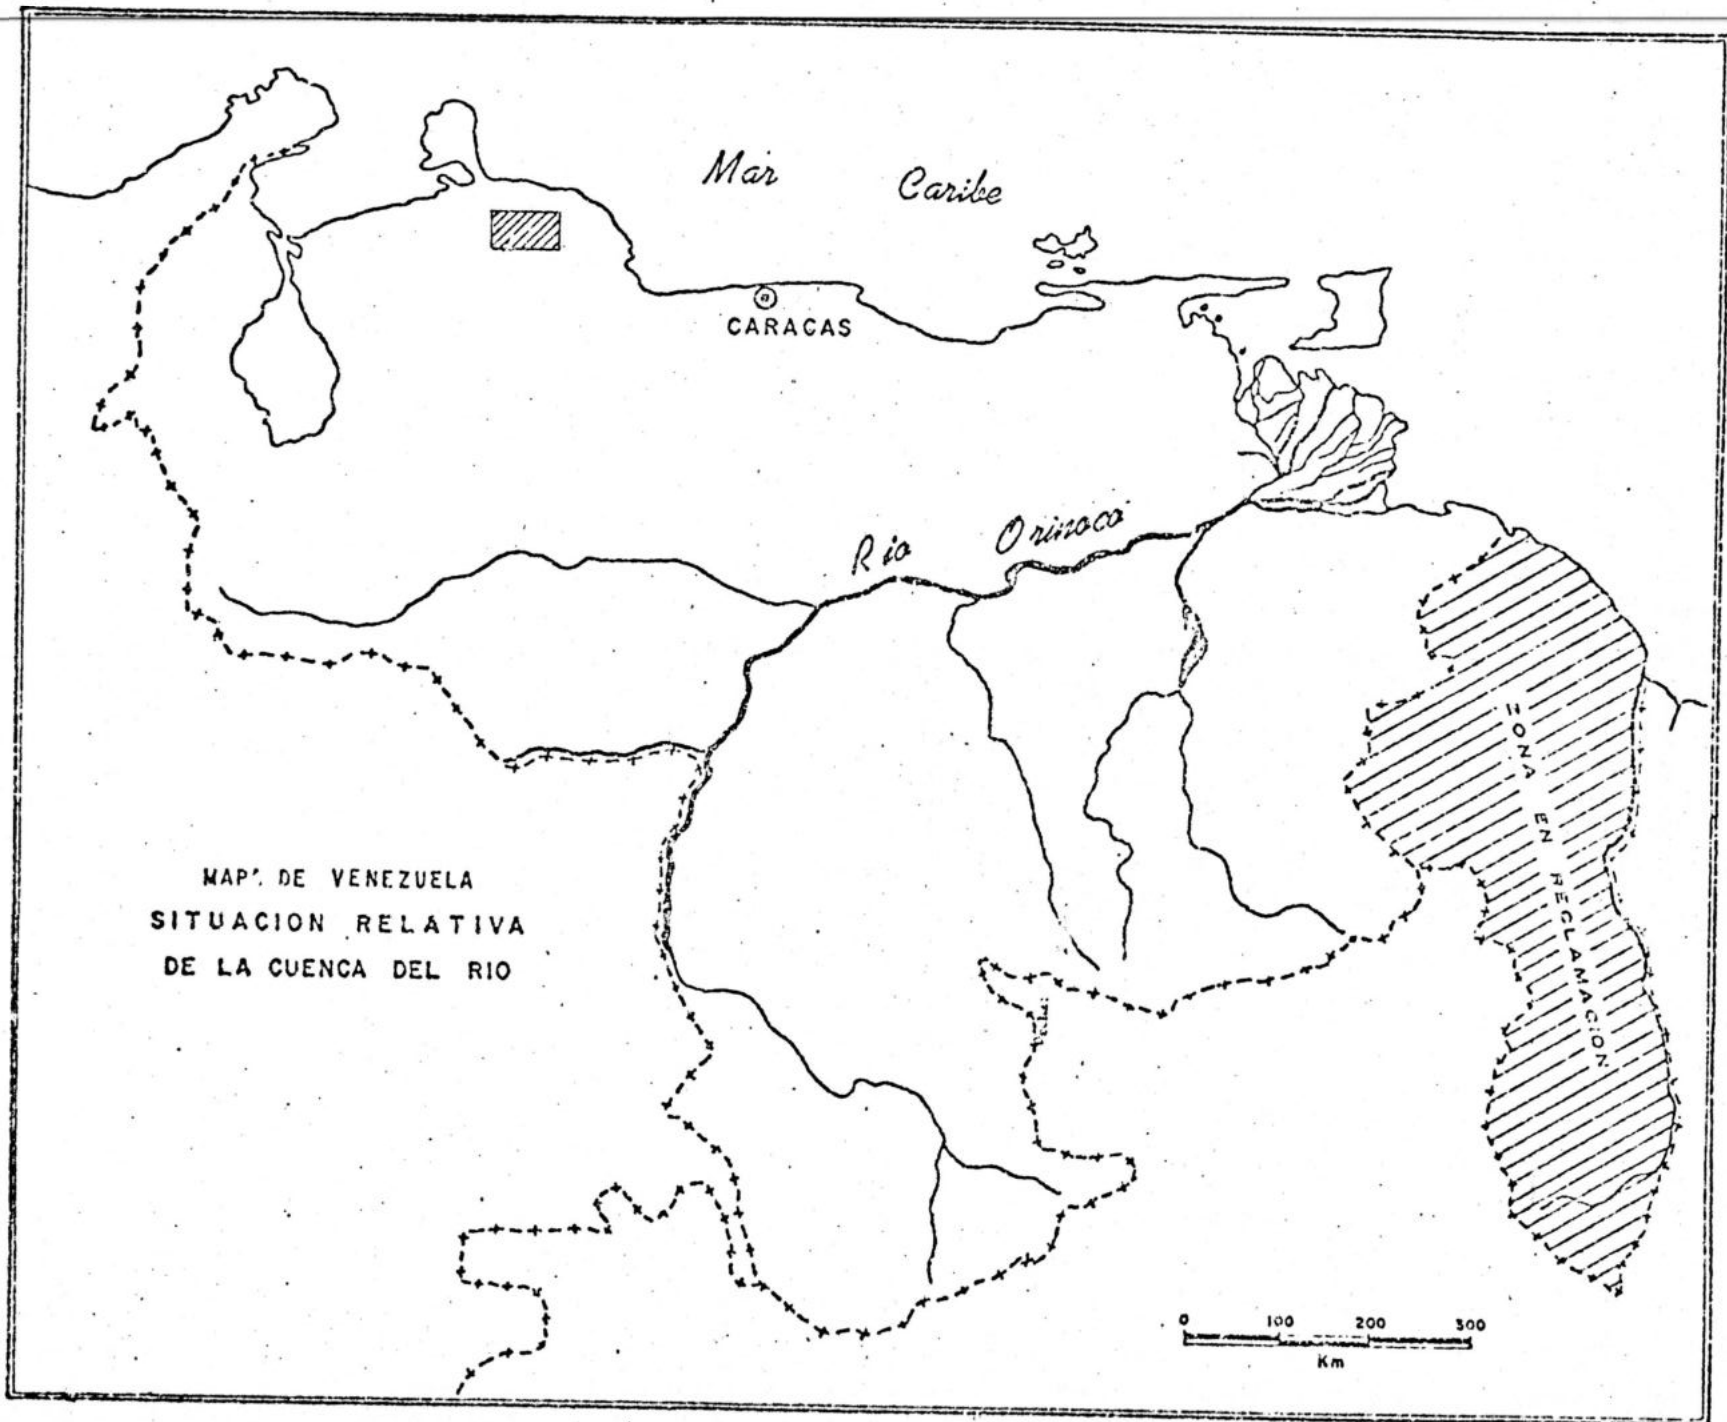 Mar Caribe
CARACAS
Rio Orinoco
ZONA EN RECLAMACION
MAPA DE VENEZUELA
SITUACION RELATIVA
DE LA CUENCA DEL RIO
0 100 200 300
Km